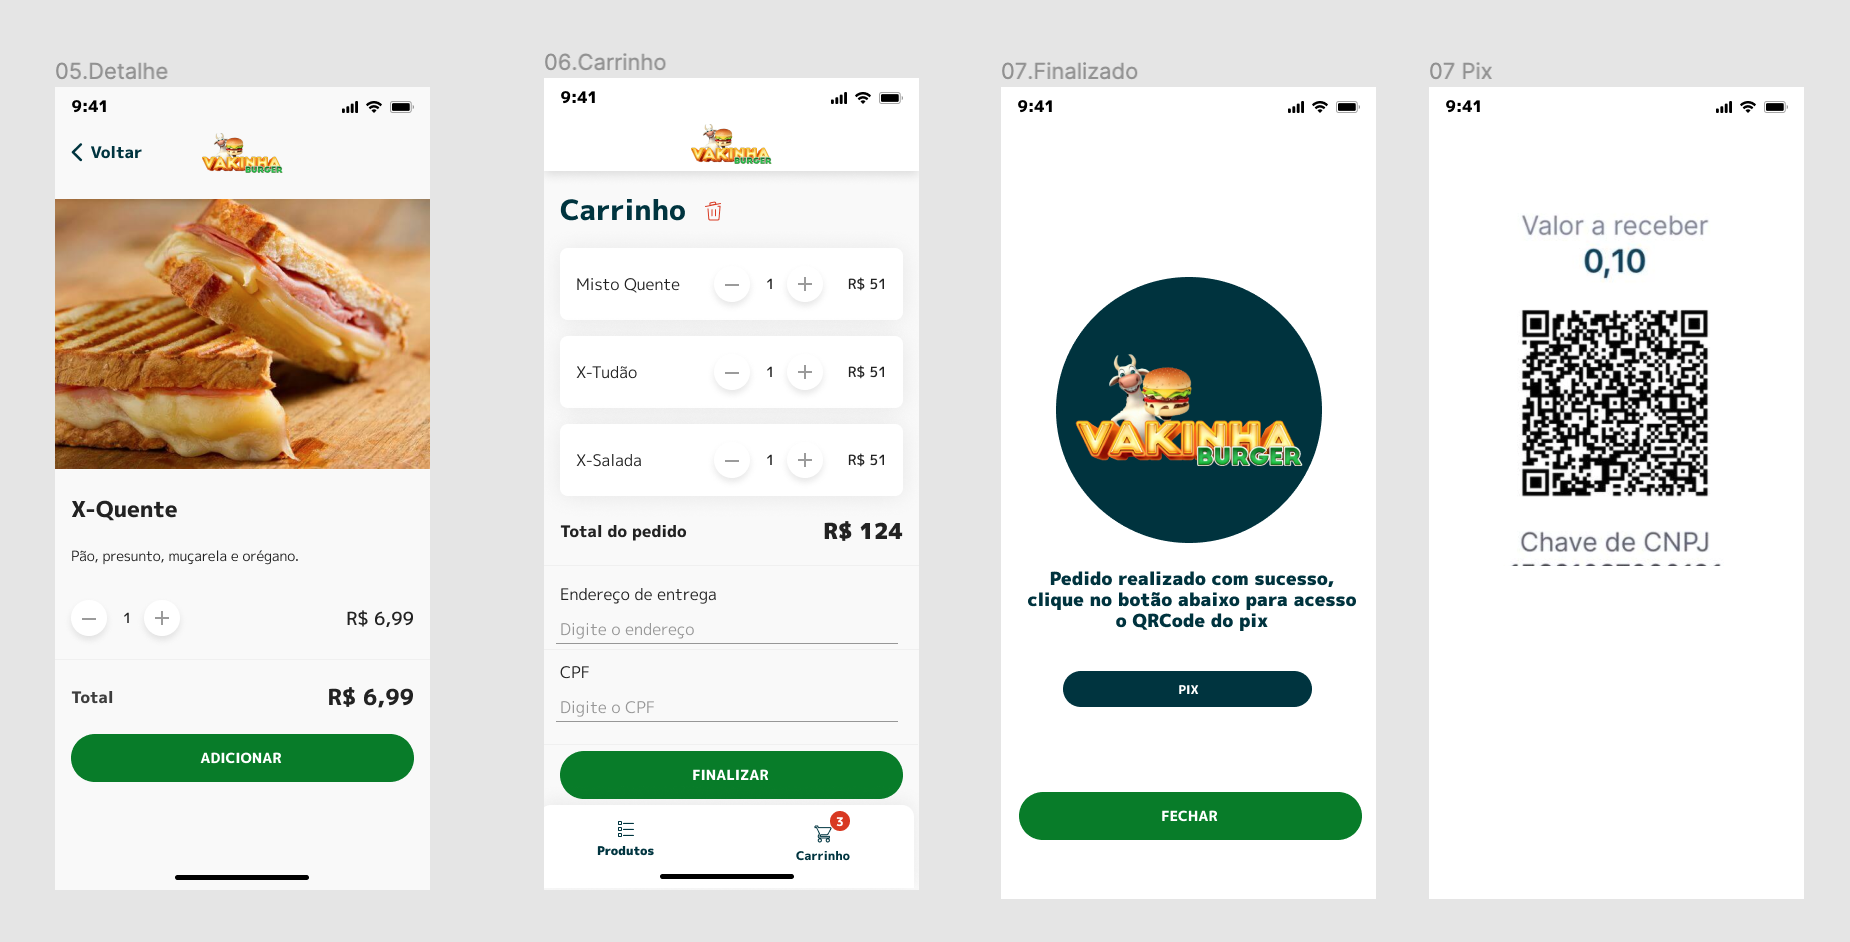 05.Detalhe
9:41
Voltar
VAKINHA
BURGER
X-Quente
Pão, presunto, muçarela e orégano.
1
R$ 6,99
Total
R$ 6,99
ADICIONAR
06.Carrinho
9:41
VAKINHA
BURGER
Carrinho
Misto Quente 1 R$ 51
X-Tudão 1 R$ 51
X-Salada 1 R$ 51
Total do pedido R$ 124
Endereço de entrega
Digite o endereço
CPF
Digite o CPF
FINALIZAR
Produtos
3
Carrinho
07.Finalizado
9:41
VAKINHA
BURGER
Pedido realizado com sucesso,
clique no botão abaixo para acesso
o QRCode do pix
PIX
FECHAR
07 Pix
9:41
Valor a receber
0,10
Chave de CNPJ